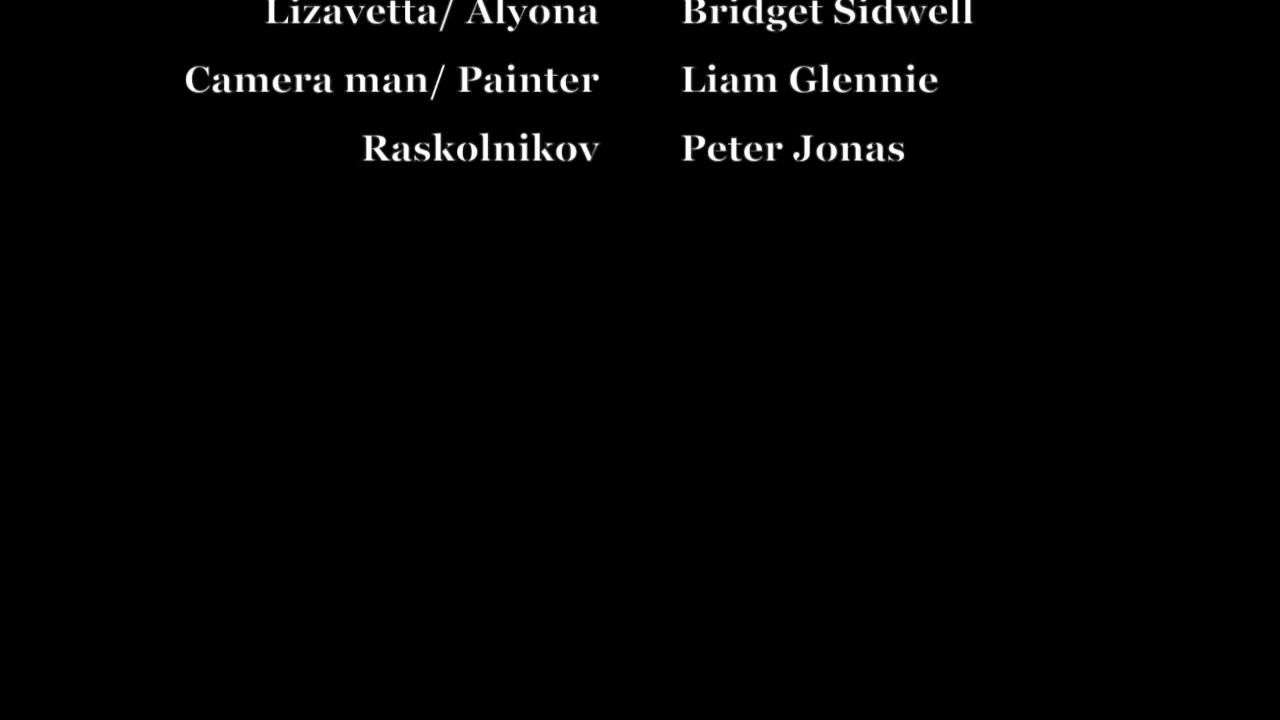 Lizavetta/ Alyona Bridget Sidwell
Camera man/ Painter Liam Glennie
Raskolnikov Peter Jonas